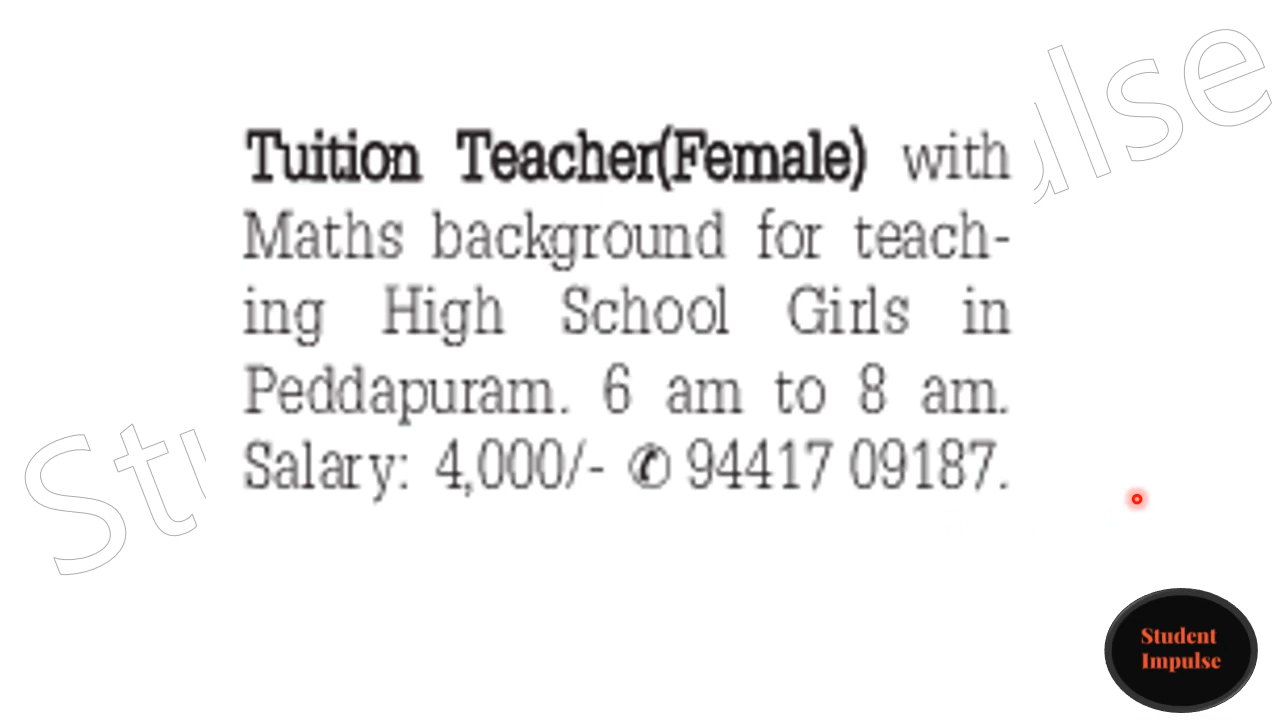 Tuition Teacher(Female) with
Maths background for teach-
ing High School Girls in
Peddapuram. 6 am to 8 am.
Salary: 4,000/- ✆ 94417 09187.
Student
Impulse